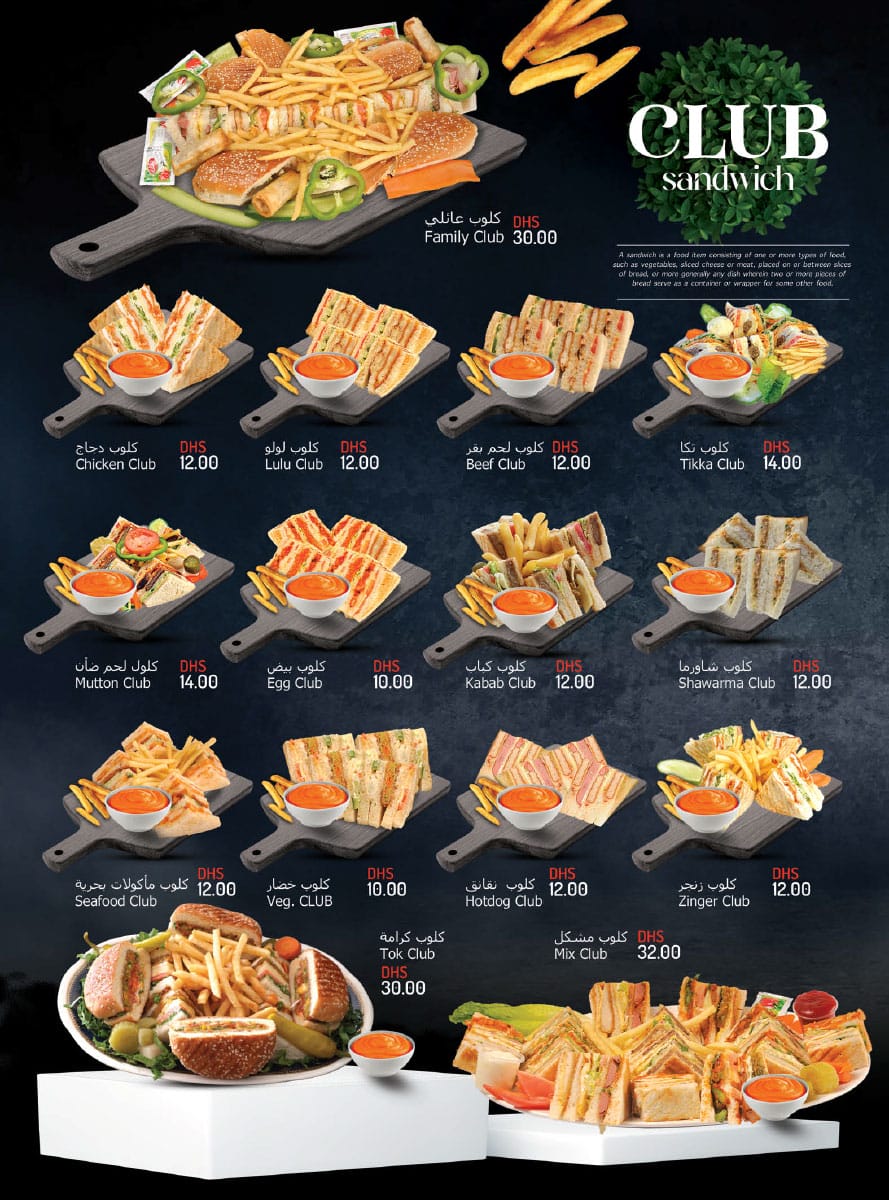 CLUB
sandwich
A sandwich is a food item consisting of one or more types of food,
such as vegetables, sliced cheese or meat, placed on or between slices
of bread, or more generally any dish wherein two or more pieces of
bread serve as a container or wrapper for some other food.
كلوب عائلي DHS
Family Club 30.00
كلوب دجاج DHS
Chicken Club 12.00
كلوب لولو DHS
Lulu Club 12.00
كلوب لحم بقر DHS
Beef Club 12.00
كلوب تكا DHS
Tikka Club 14.00
كلول لحم ضأن DHS
Mutton Club 14.00
كلوب بيض DHS
Egg Club 10.00
كلوب كباب DHS
Kabab Club 12.00
كلوب شاورما DHS
Shawarma Club 12.00
كلوب مأكولات بحرية DHS
Seafood Club 12.00
كلوب خضار DHS
Veg. CLUB 10.00
كلوب نقانق DHS
Hotdog Club 12.00
كلوب زنجر DHS
Zinger Club 12.00
كلوب كرامة
Tok Club
DHS
30.00
كلوب مشكل DHS
Mix Club 32.00